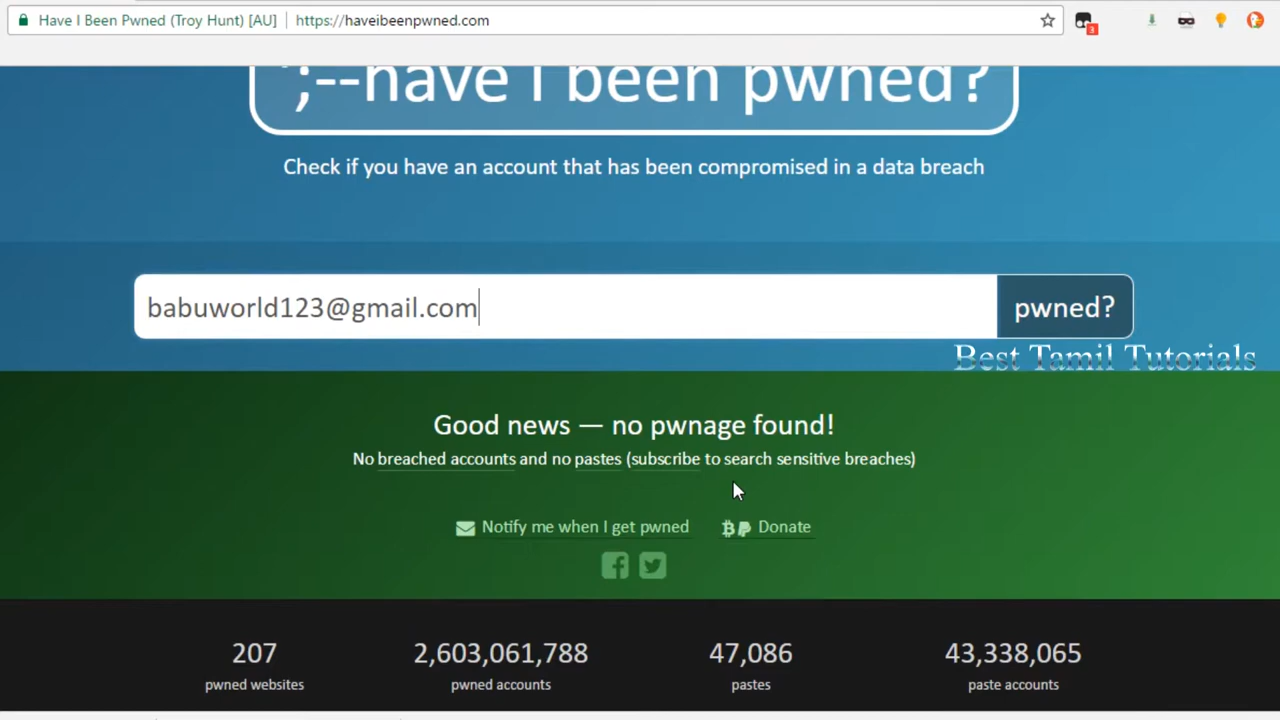 Have I Been Pwned (Troy Hunt) [AU] https://haveibeenpwned.com
3
';--have i been pwned?
Check if you have an account that has been compromised in a data breach
babuworld123@gmail.com pwned?
Best Tamil Tutorials
Good news — no pwnage found!
No breached accounts and no pastes (subscribe to search sensitive breaches)
Notify me when I get pwned Donate
207 2,603,061,788 47,086 43,338,065
pwned websites pwned accounts pastes paste accounts